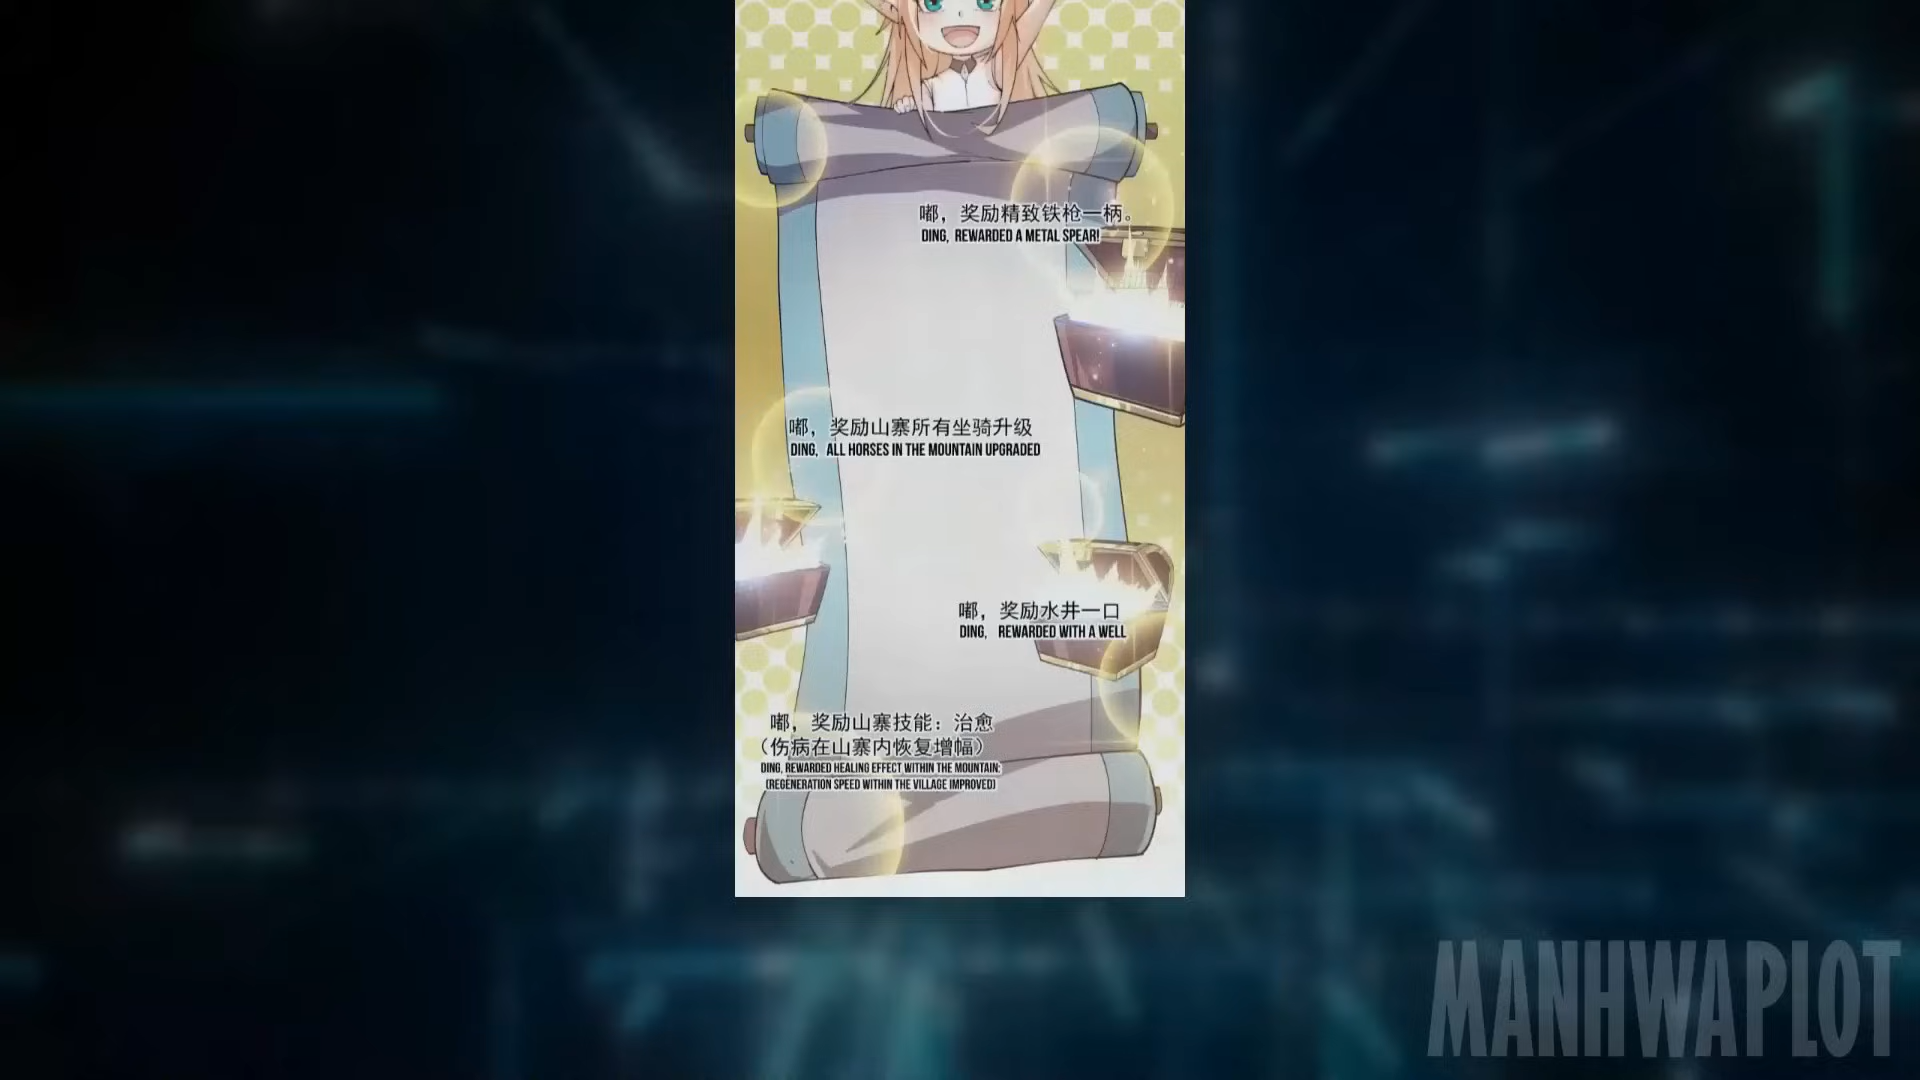 嘟，奖励精致铁枪一柄。
DING, REWARDED A METAL SPEAR!
嘟，奖励山寨所有坐骑升级
DING, ALL HORSES IN THE MOUNTAIN UPGRADED
嘟，奖励水井一口
DING, REWARDED WITH A WELL
嘟，奖励山寨技能：治愈
（伤病在山寨内恢复增幅）
DING, REWARDED HEALING EFFECT WITHIN THE MOUNTAIN:
(REGENERATION SPEED WITHIN THE VILLAGE IMPROVED)
MANHWAPLOT